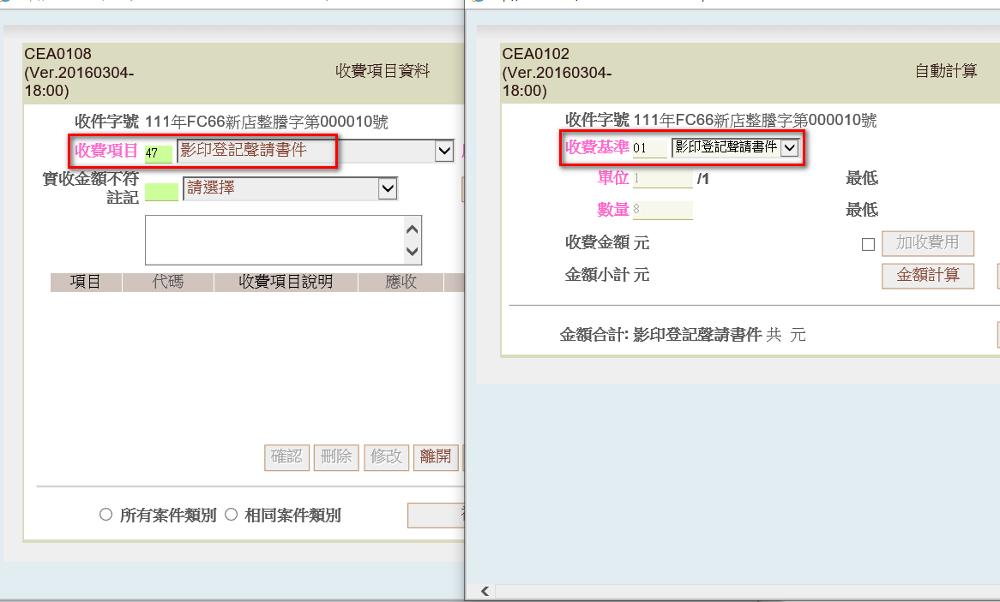 CEA0108
(Ver.20160304-
18:00)
收費項目資料
收件字號 111年FC66新店整謄字第000010號
收費項目 47 影印登記聲請書件
實收金額不符
註記
請選擇
項目 代碼 收費項目說明 應收
確認 刪除 修改 離開
所有案件類別 相同案件類別
CEA0102
(Ver.20160304-
18:00)
自動計算
收件字號 111年FC66新店整謄字第000010號
收費基準 01 影印登記聲請書件
單位 1 /1 最低
數量 8 最低
收費金額 元 加收費用
金額小計 元 金額計算
金額合計: 影印登記聲請書件 共 元